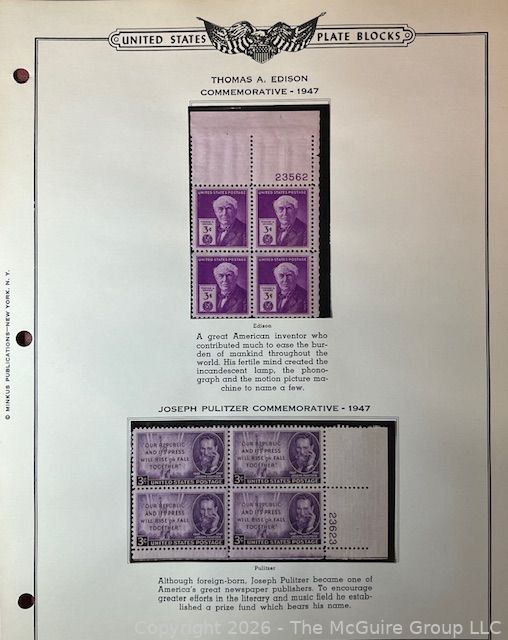 UNITED STATES PLATE BLOCKS
THOMAS A. EDISON
COMMEMORATIVE - 1947
23562
UNITED STATES POSTAGE UNITED STATES POSTAGE
3¢ 3¢
UNITED STATES POSTAGE UNITED STATES POSTAGE
3¢ 3¢
Edison
A great American inventor who
contributed much to ease the bur-
den of mankind throughout the
world. His fertile mind created the
incandescent lamp, the phono-
graph and the motion picture ma-
chine to name a few.
© MINKUS PUBLICATIONS—NEW YORK, N. Y.
JOSEPH PULITZER COMMEMORATIVE - 1947
"OUR REPUBLIC "OUR REPUBLIC
AND ITS PRESS AND ITS PRESS
WILL RISE OR FALL WILL RISE OR FALL
TOGETHER" TOGETHER"
3¢ UNITED STATES POSTAGE 3¢ UNITED STATES POSTAGE
"OUR REPUBLIC "OUR REPUBLIC
AND ITS PRESS AND ITS PRESS
WILL RISE OR FALL WILL RISE OR FALL
TOGETHER" TOGETHER"
3¢ UNITED STATES POSTAGE 3¢ UNITED STATES POSTAGE
23623
Pulitzer
Although foreign-born, Joseph Pulitzer became one of
America's great newspaper publishers. To encourage
greater efforts in the literary and music field he estab-
lished a prize fund which bears his name.
Copyright 2026 - The McGuire Group LLC